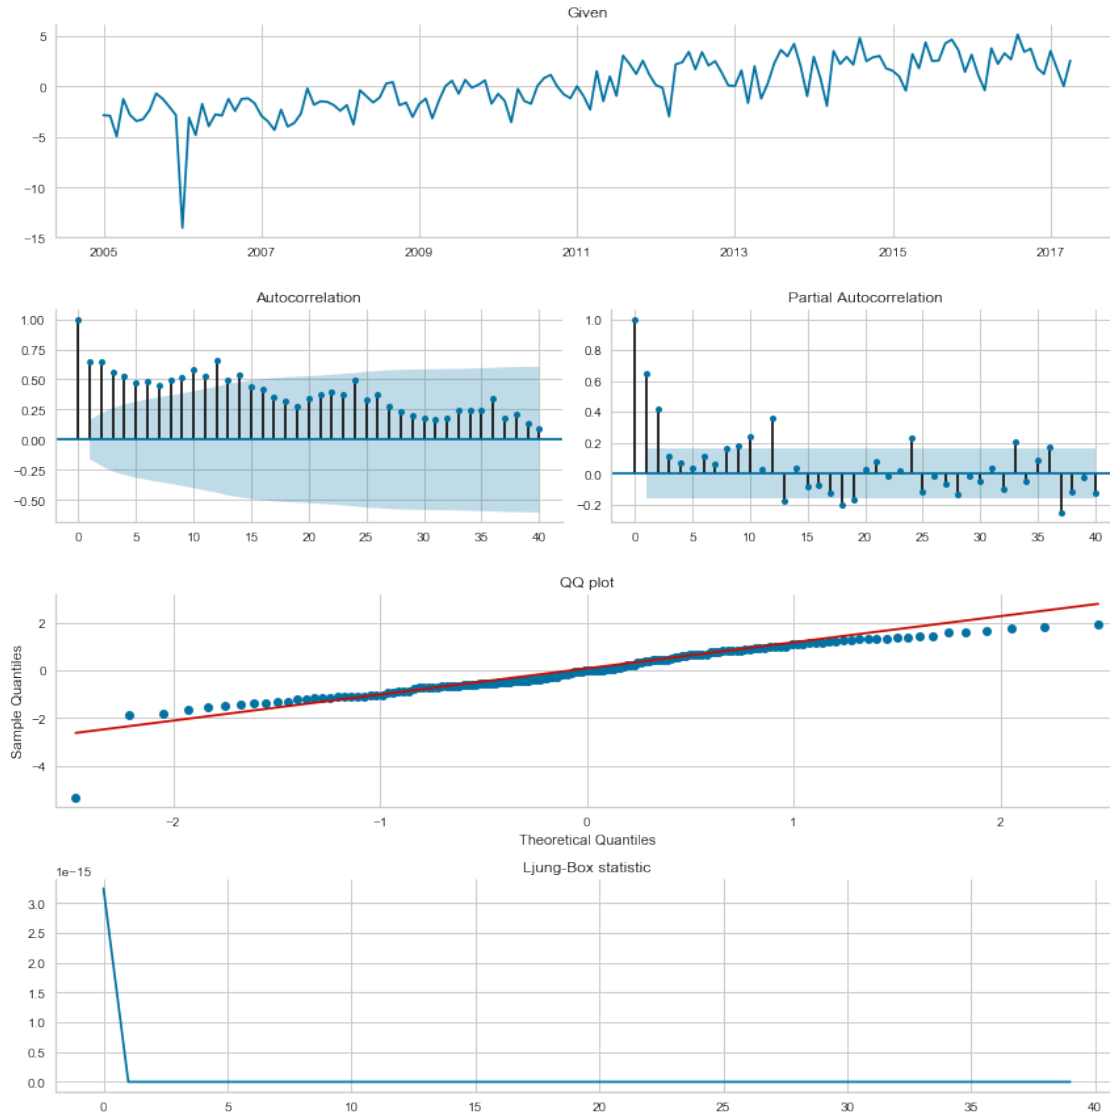 Given
5
0
−5
−10
−15
2005 2007 2009 2011 2013 2015 2017
Autocorrelation
1.00
0.75
0.50
0.25
0.00
−0.25
−0.50
0 5 10 15 20 25 30 35 40
Partial Autocorrelation
1.0
0.8
0.6
0.4
0.2
0.0
−0.2
0 5 10 15 20 25 30 35 40
QQ plot
Sample Quantiles
2
0
−2
−4
−2 −1 0 1 2
Theoretical Quantiles
Ljung-Box statistic
1e−15
3.0
2.5
2.0
1.5
1.0
0.5
0.0
0 5 10 15 20 25 30 35 40